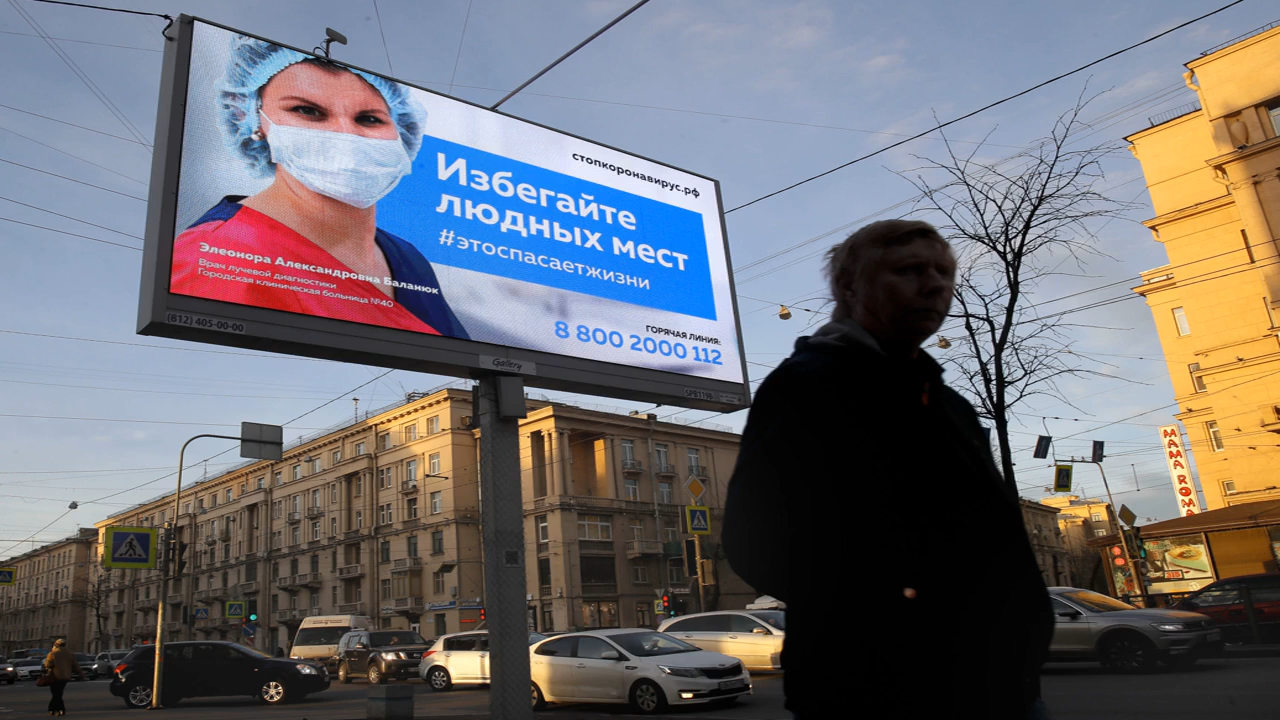 стопкоронавирус.рф
Избегайте
людных мест
#этоспасаетжизни
Элеонора Александровна Баланюк
Врач лучевой диагностики
Городская клиническая больница №40
ГОРЯЧАЯ ЛИНИЯ:
8 800 2000 112
(812) 405-00-00
Gallery
MAMA ROMA